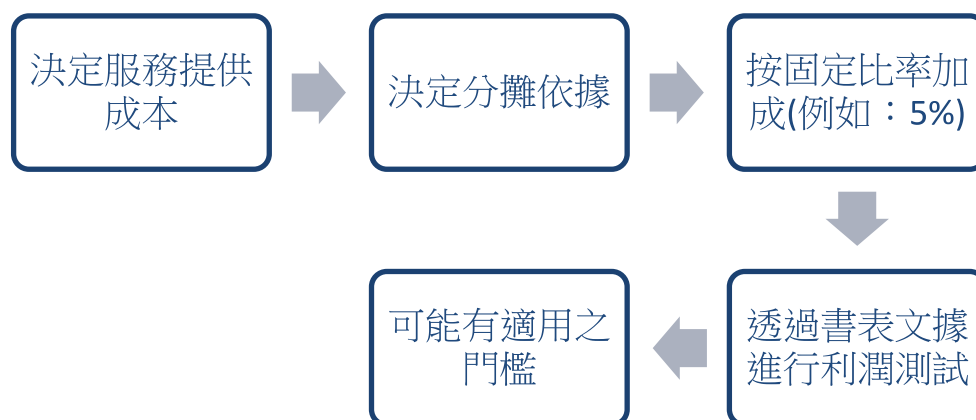 決定服務提供
成本
決定分攤依據
按固定比率加
成(例如：5%)
透過書表文據
進行利潤測試
可能有適用之
門檻